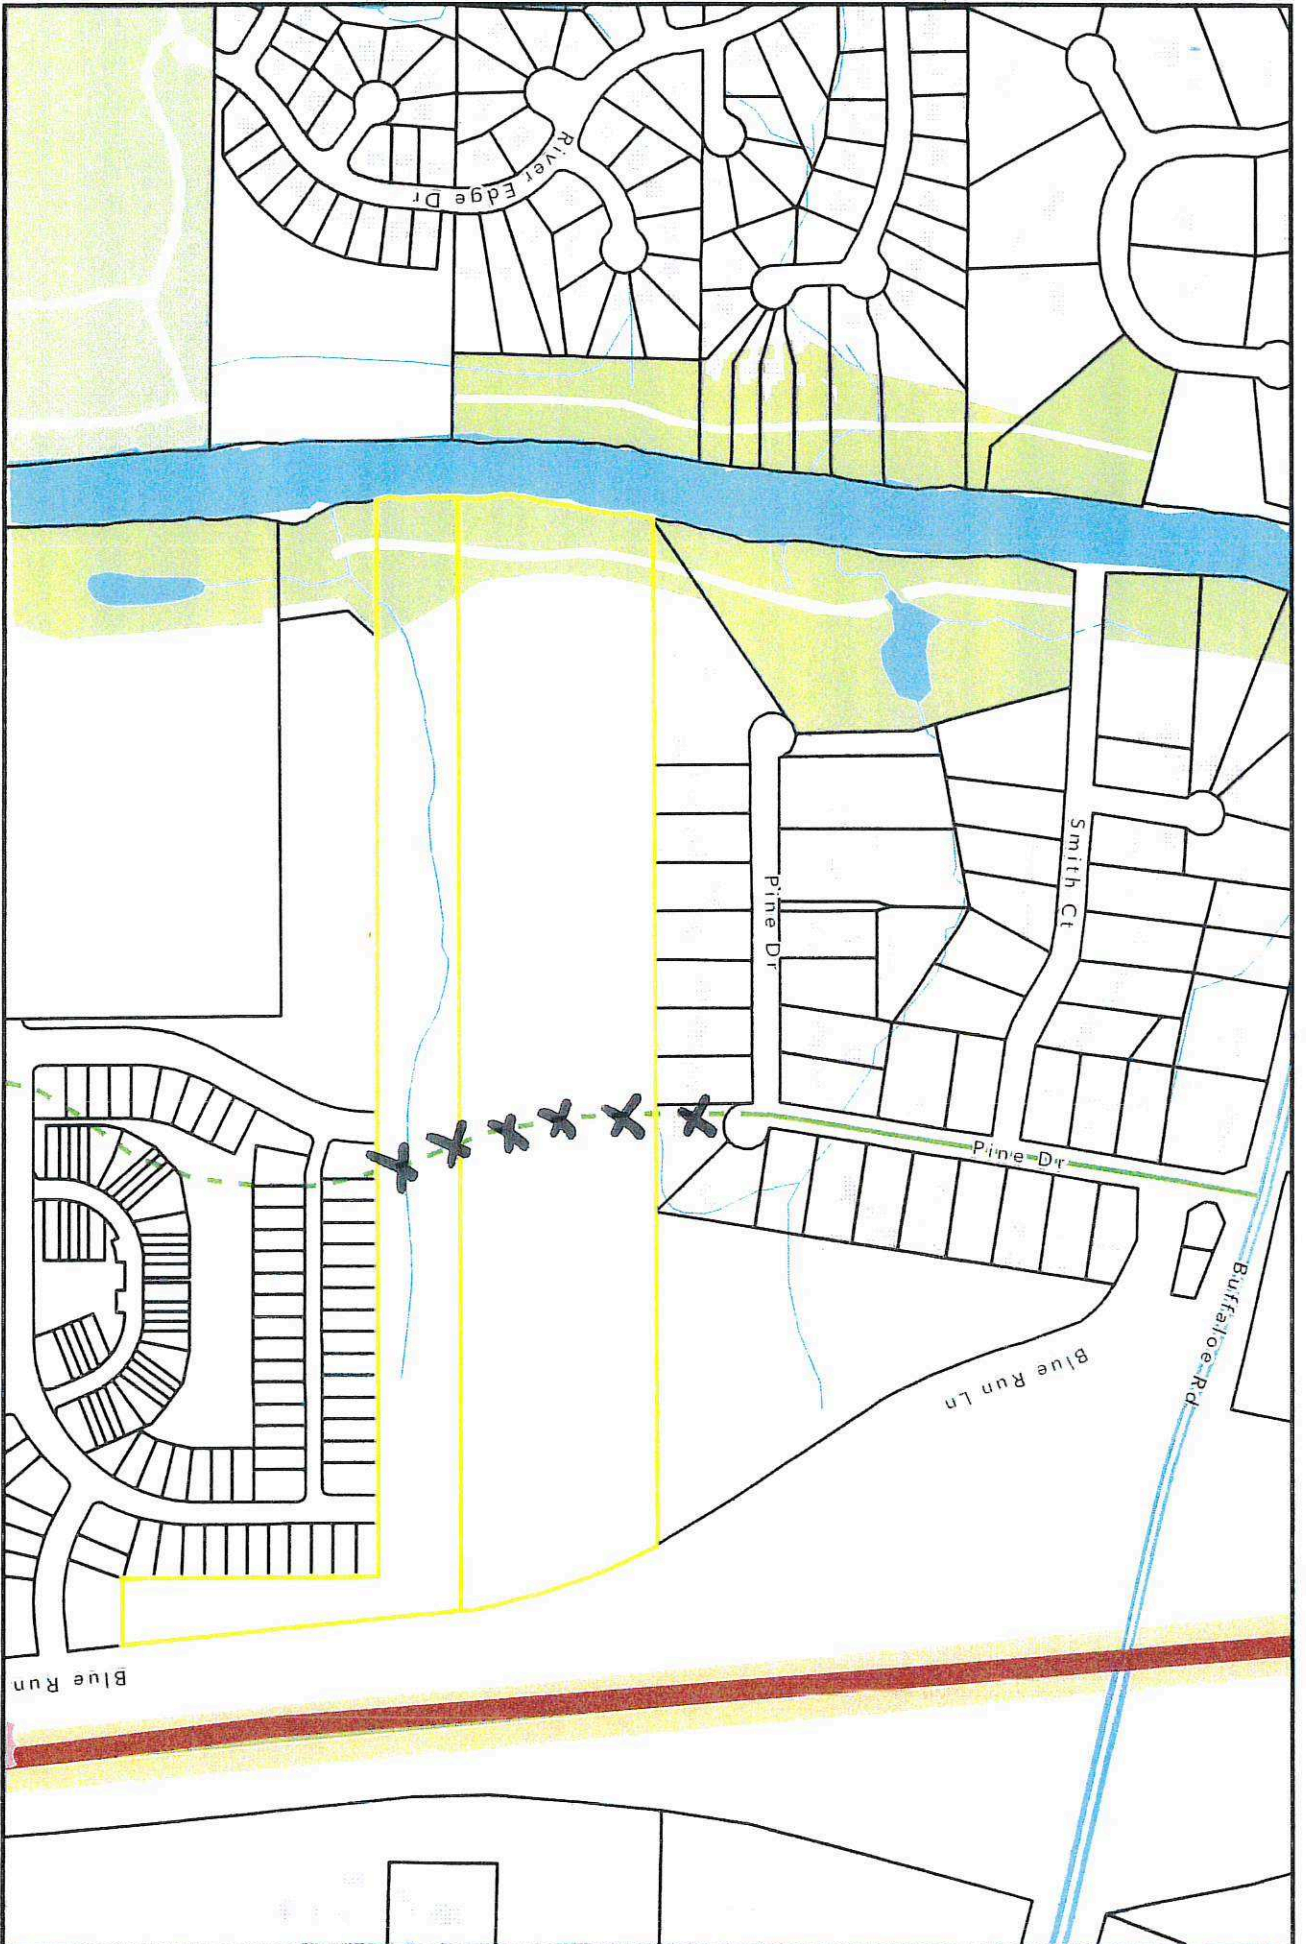 River Edge Dr
Smith Ct
Pine Dr
Pine Dr
Buffaloe Rd
Blue Run Ln
Blue Run